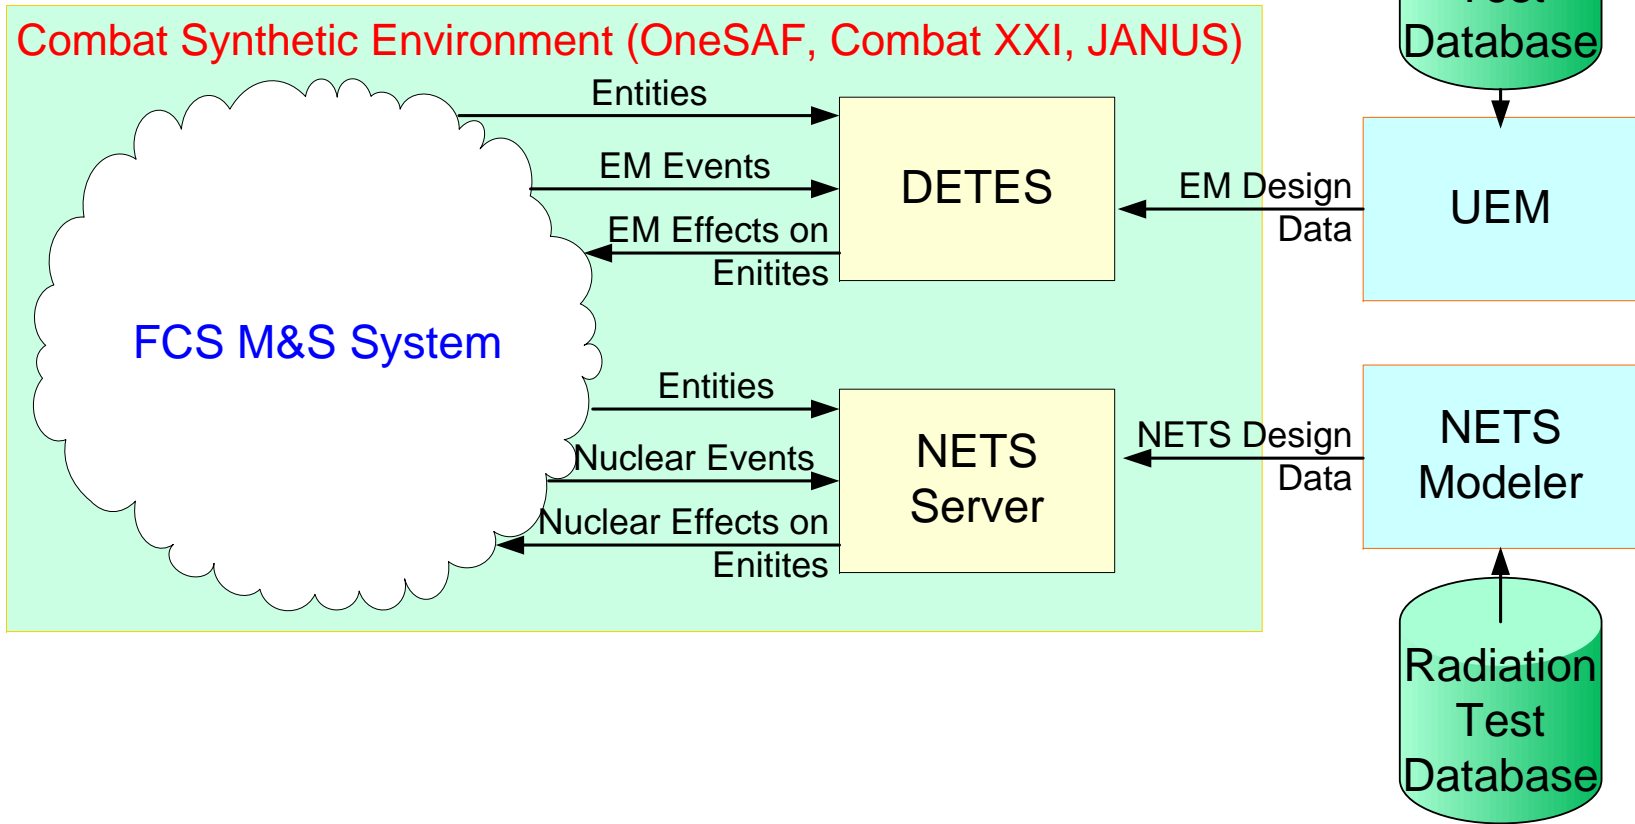 Test
Database
Combat Synthetic Environment (OneSAF, Combat XXI, JANUS)
Entities
EM Events
EM Effects on
Enitites
DETES
EM Design
Data
UEM
FCS M&S System
Entities
Nuclear Events
Nuclear Effects on
Enitites
NETS
Server
NETS Design
Data
NETS
Modeler
Radiation
Test
Database